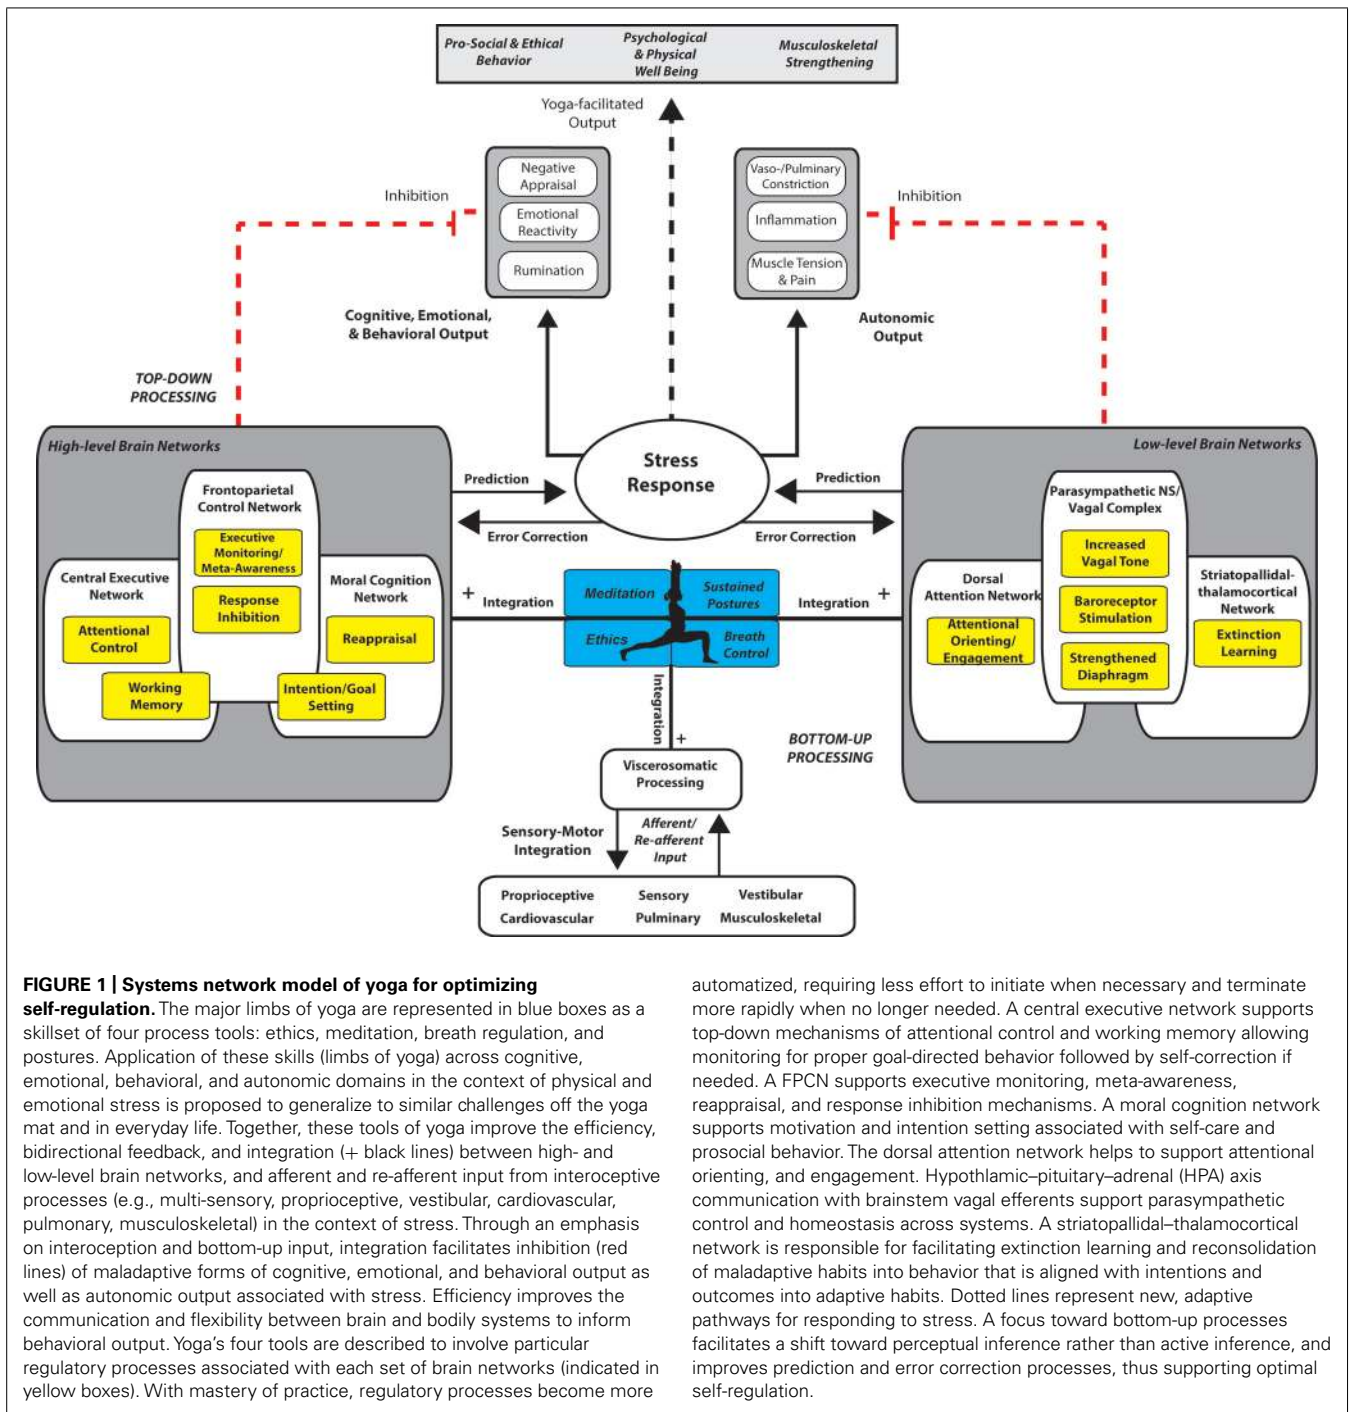 Pro-Social & Ethical
Behavior
Psychological
& Physical
Well Being
Musculoskeletal
Strengthening
Yoga-facilitated
Output
Negative
Appraisal
Emotional
Reactivity
Rumination
Vaso-/Pulminary
Constriction
Inflammation
Muscle Tension
& Pain
Inhibition
Inhibition
Cognitive, Emotional,
& Behavioral Output
Autonomic
Output
TOP-DOWN
PROCESSING
High-level Brain Networks
Frontoparietal
Control Network
Executive
Monitoring/
Meta-Awareness
Response
Inhibition
Central Executive
Network
Attentional
Control
Working
Memory
Moral Cognition
Network
Reappraisal
Intention/Goal
Setting
Stress
Response
Prediction
Error Correction
Prediction
Error Correction
+
Integration
Meditation
Sustained
Postures
Ethics
Breath
Control
Integration
+
Low-level Brain Networks
Parasympathetic NS/
Vagal Complex
Increased
Vagal Tone
Baroreceptor
Stimulation
Strengthened
Diaphragm
Dorsal
Attention Network
Attentional
Orienting/
Engagement
Striatopallidal-
thalamocortical
Network
Extinction
Learning
Integration
+
BOTTOM-UP
PROCESSING
Viscerosomatic
Processing
Sensory-Motor
Integration
Afferent/
Re-afferent
Input
Proprioceptive Sensory Vestibular
Cardiovascular Pulminary Musculoskeletal
FIGURE 1 | Systems network model of yoga for optimizing
self-regulation. The major limbs of yoga are represented in blue boxes as a
skillset of four process tools: ethics, meditation, breath regulation, and
postures. Application of these skills (limbs of yoga) across cognitive,
emotional, behavioral, and autonomic domains in the context of physical and
emotional stress is proposed to generalize to similar challenges off the yoga
mat and in everyday life. Together, these tools of yoga improve the efficiency,
bidirectional feedback, and integration (+ black lines) between high- and
low-level brain networks, and afferent and re-afferent input from interoceptive
processes (e.g., multi-sensory, proprioceptive, vestibular, cardiovascular,
pulmonary, musculoskeletal) in the context of stress. Through an emphasis
on interoception and bottom-up input, integration facilitates inhibition (red
lines) of maladaptive forms of cognitive, emotional, and behavioral output as
well as autonomic output associated with stress. Efficiency improves the
communication and flexibility between brain and bodily systems to inform
behavioral output. Yoga's four tools are described to involve particular
regulatory processes associated with each set of brain networks (indicated in
yellow boxes). With mastery of practice, regulatory processes become more
automatized, requiring less effort to initiate when necessary and terminate
more rapidly when no longer needed. A central executive network supports
top-down mechanisms of attentional control and working memory allowing
monitoring for proper goal-directed behavior followed by self-correction if
needed. A FPCN supports executive monitoring, meta-awareness,
reappraisal, and response inhibition mechanisms. A moral cognition network
supports motivation and intention setting associated with self-care and
prosocial behavior. The dorsal attention network helps to support attentional
orienting, and engagement. Hypothlamic–pituitary–adrenal (HPA) axis
communication with brainstem vagal efferents support parasympathetic
control and homeostasis across systems. A striatopallidal–thalamocortical
network is responsible for facilitating extinction learning and reconsolidation
of maladaptive habits into behavior that is aligned with intentions and
outcomes into adaptive habits. Dotted lines represent new, adaptive
pathways for responding to stress. A focus toward bottom-up processes
facilitates a shift toward perceptual inference rather than active inference, and
improves prediction and error correction processes, thus supporting optimal
self-regulation.